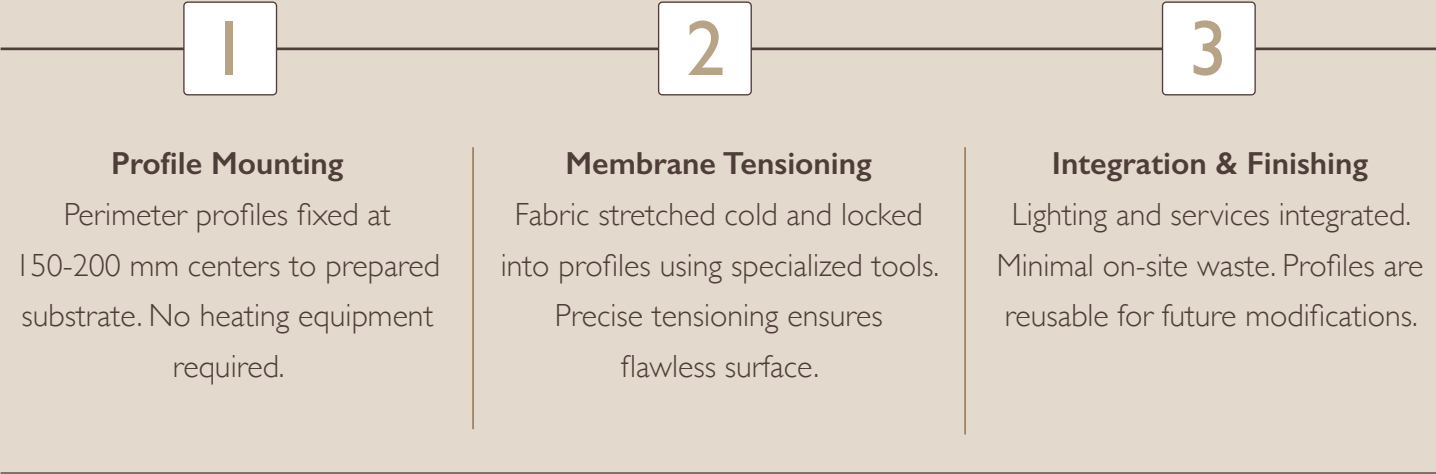 1
Profile Mounting
Perimeter profiles fixed at
150-200 mm centers to prepared
substrate. No heating equipment
required.
2
Membrane Tensioning
Fabric stretched cold and locked
into profiles using specialized tools.
Precise tensioning ensures
flawless surface.
3
Integration & Finishing
Lighting and services integrated.
Minimal on-site waste. Profiles are
reusable for future modifications.